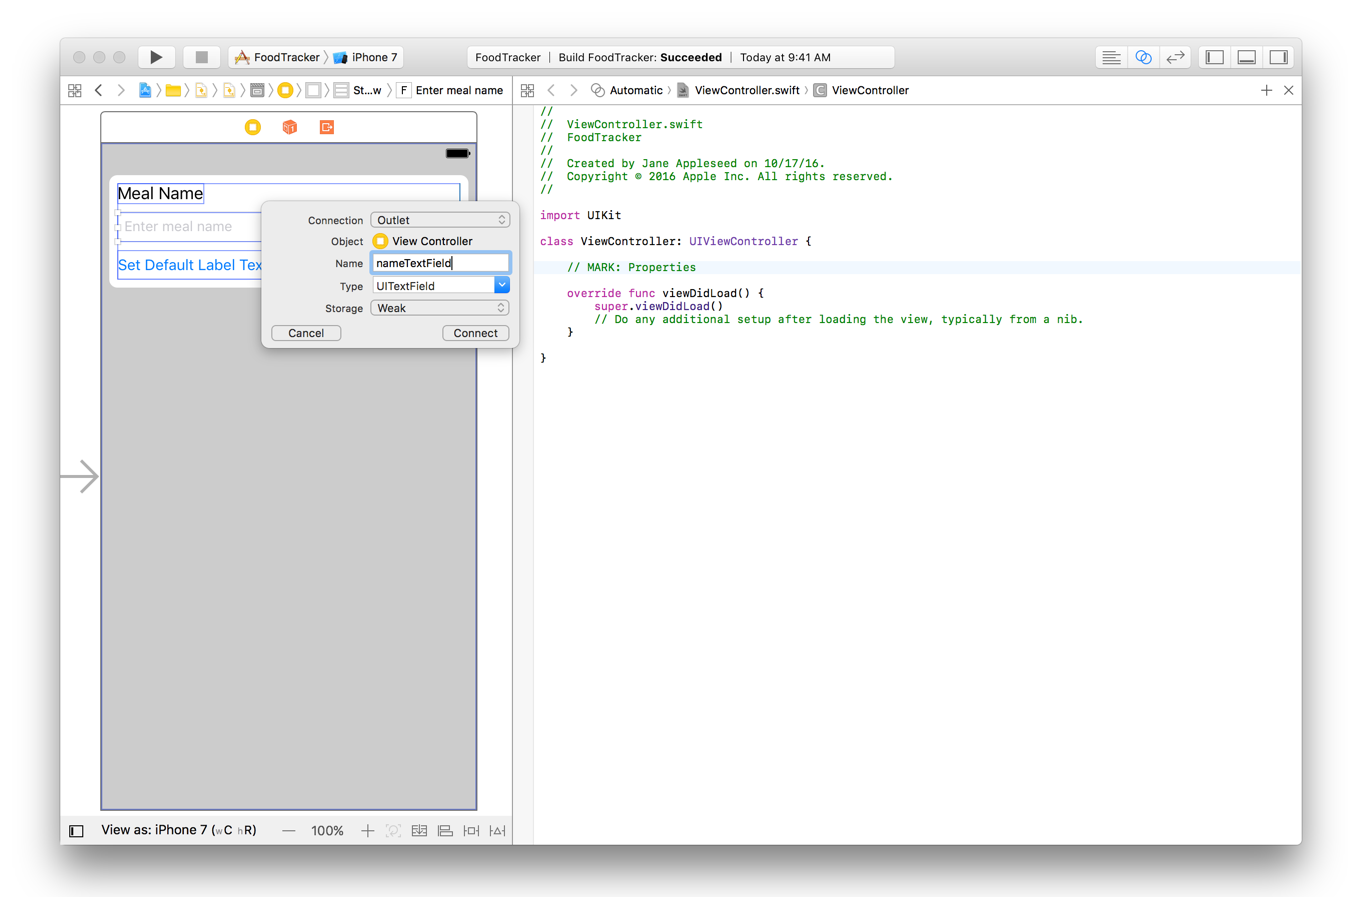 FoodTracker iPhone 7
FoodTracker | Build FoodTracker: Succeeded | Today at 9:41 AM
St...w F Enter meal name
Automatic ViewController.swift C ViewController
Meal Name
Enter meal name
Set Default Label Tex
Connection Outlet
Object View Controller
Name nameTextField
Type UITextField
Storage Weak
Cancel Connect
View as: iPhone 7 (wC hR) — 100% +
//
// ViewController.swift
// FoodTracker
//
// Created by Jane Appleseed on 10/17/16.
// Copyright © 2016 Apple Inc. All rights reserved.
//
import UIKit
class ViewController: UIViewController {
// MARK: Properties
override func viewDidLoad() {
super.viewDidLoad()
// Do any additional setup after loading the view, typically from a nib.
}
}